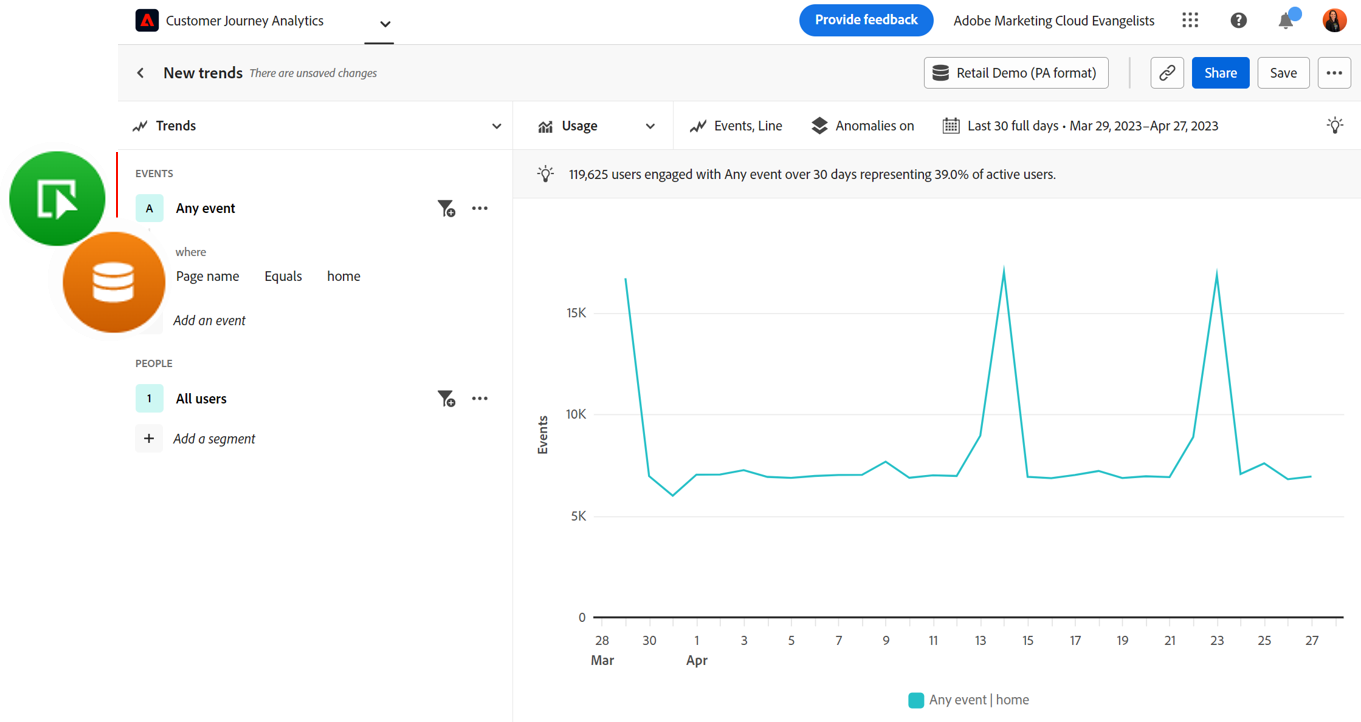 Customer Journey Analytics
Provide feedback
Adobe Marketing Cloud Evangelists
New trends There are unsaved changes
Retail Demo (PA format)
Share
Save
Trends
Usage
Events, Line
Anomalies on
Last 30 full days • Mar 29, 2023–Apr 27, 2023
119,625 users engaged with Any event over 30 days representing 39.0% of active users.
EVENTS
A Any event
where
Page name Equals home
Add an event
PEOPLE
1 All users
+ Add a segment
Events
15K
10K
5K
0
28 30 1 3 5 7 9 11 13 15 17 19 21 23 25 27
Mar Apr
Any event | home